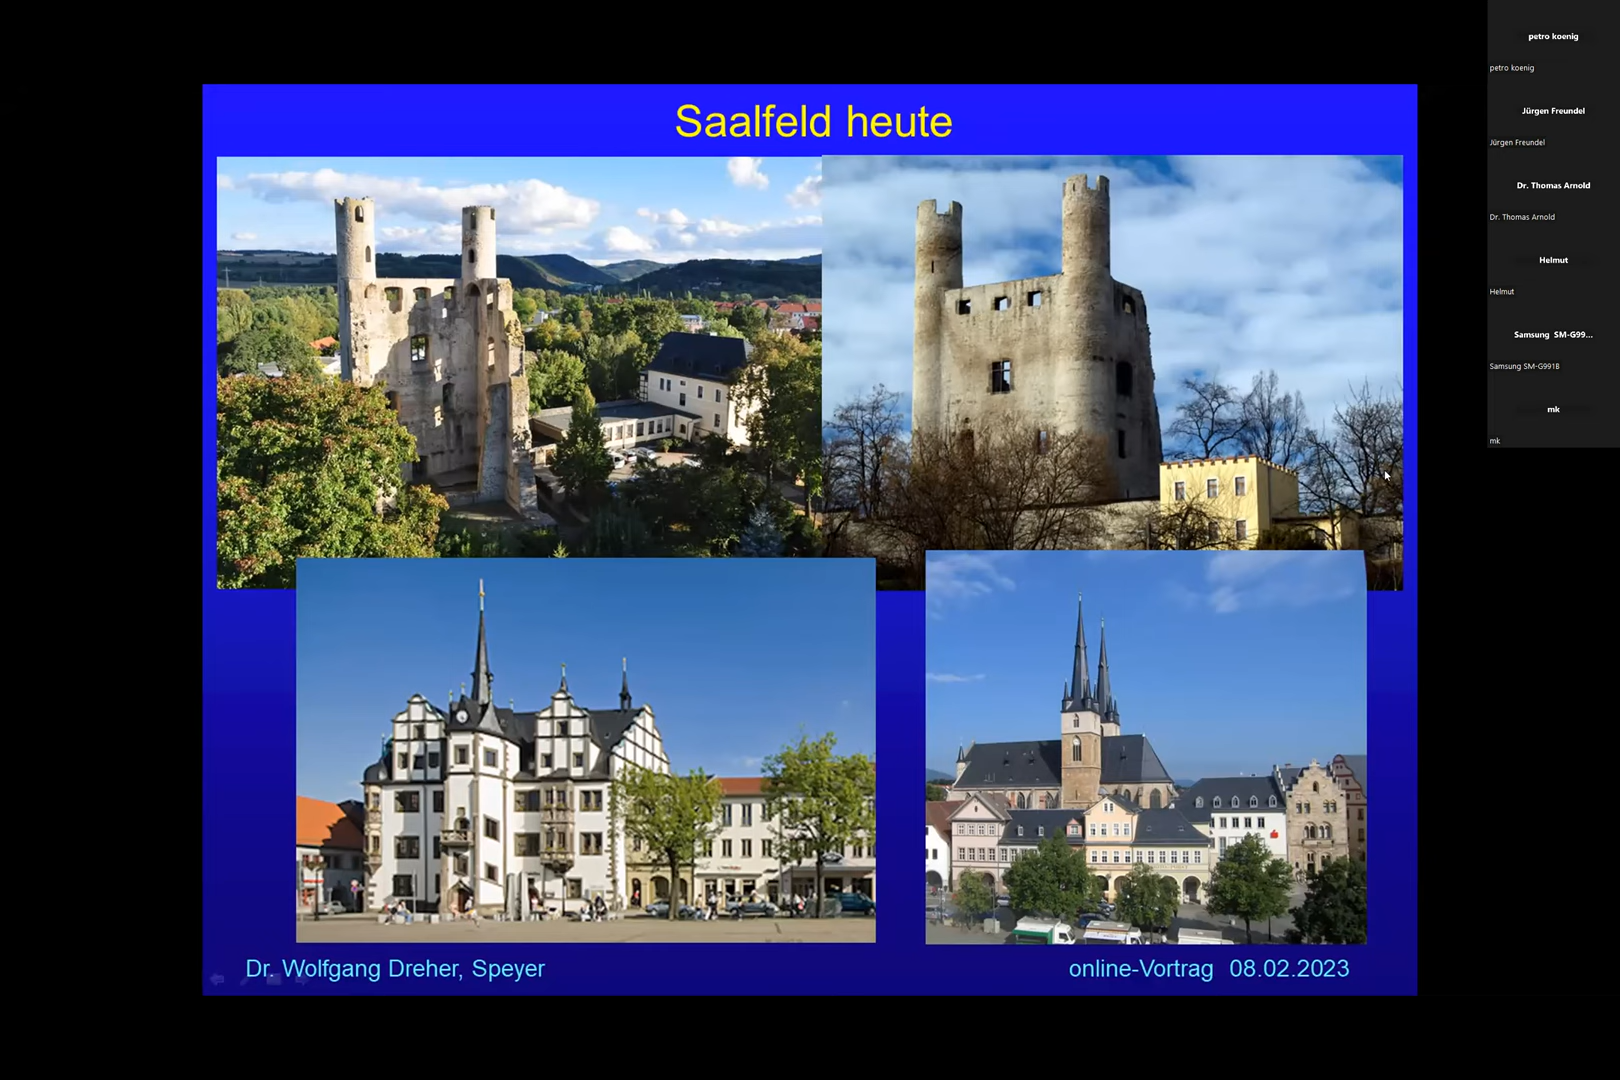 Saalfeld heute
Dr. Wolfgang Dreher, Speyer
online-Vortrag 08.02.2023
petro koenig
petro koenig
Jürgen Freundel
Jürgen Freundel
Dr. Thomas Arnold
Dr. Thomas Arnold
Helmut
Helmut
Samsung SM-G99...
Samsung SM-G991B
mk
mk